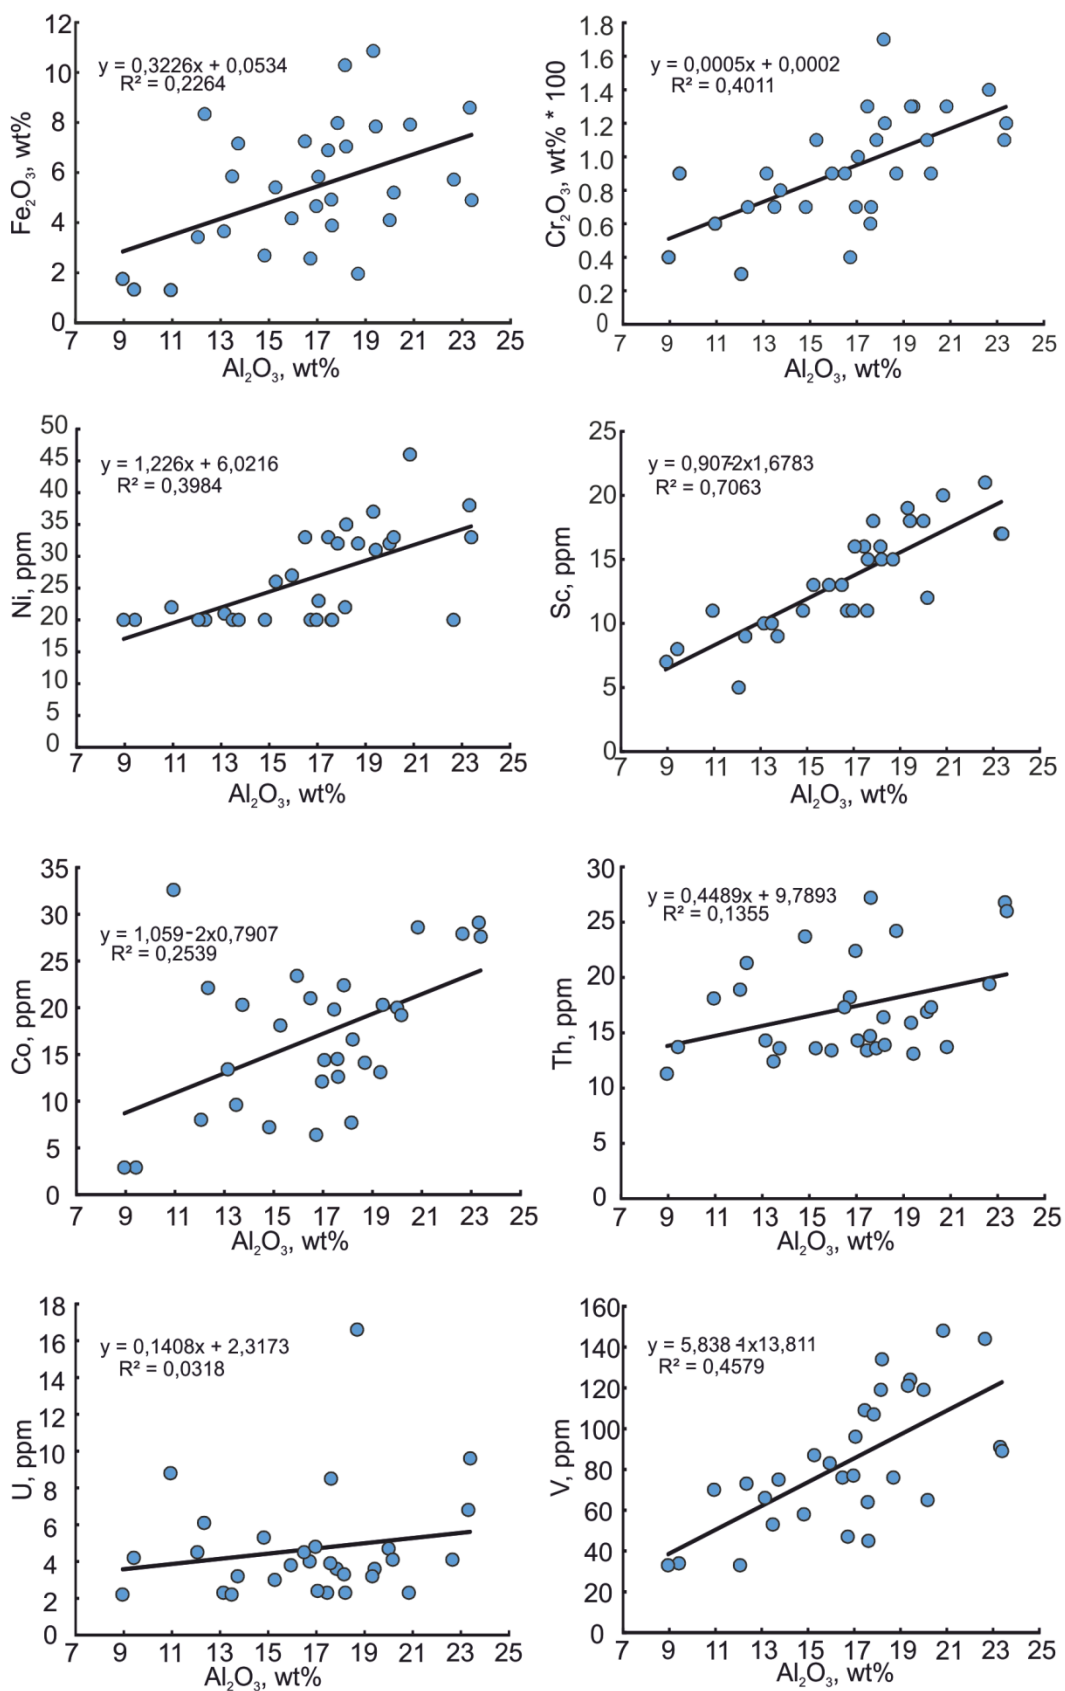 12
10
8
6
4
2
0
Fe₂O₃, wt%
y = 0,3226x + 0,0534
R² = 0,2264
7 9 11 13 15 17 19 21 23 25
Al₂O₃, wt%
1.8
1.6
1.4
1.2
1.0
0.8
0.6
0.4
0.2
0
Cr₂O₃, wt% * 100
y = 0,0005x + 0,0002
R² = 0,4011
7 9 11 13 15 17 19 21 23 25
Al₂O₃, wt%
50
45
40
35
30
25
20
15
10
5
0
Ni, ppm
y = 1,226x + 6,0216
R² = 0,3984
7 9 11 13 15 17 19 21 23 25
Al₂O₃, wt%
25
20
15
10
5
0
Sc, ppm
y = 0,907-2x1,6783
R² = 0,7063
7 9 11 13 15 17 19 21 23 25
Al₂O₃, wt%
35
30
25
20
15
10
5
0
Co, ppm
y = 1,059-2x0,7907
R² = 0,2539
7 9 11 13 15 17 19 21 23 25
Al₂O₃, wt%
30
25
20
15
10
5
0
Th, ppm
y = 0,4489x + 9,7893
R² = 0,1355
7 9 11 13 15 17 19 21 23 25
Al₂O₃, wt%
18
16
14
12
10
8
6
4
2
0
U, ppm
y = 0,1408x + 2,3173
R² = 0,0318
7 9 11 13 15 17 19 21 23 25
Al₂O₃, wt%
160
140
120
100
80
60
40
20
0
V, ppm
y = 5,838-1x13,811
R² = 0,4579
7 9 11 13 15 17 19 21 23 25
Al₂O₃, wt%